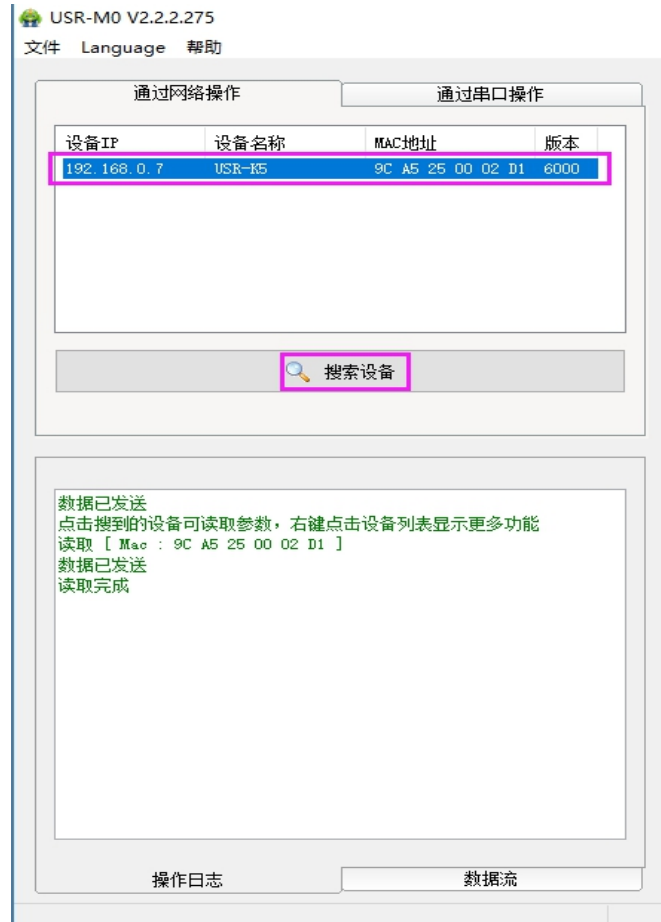 USR-M0 V2.2.2.275
文件 Language 帮助
通过网络操作 通过串口操作
设备IP 设备名称 MAC地址 版本
192.168.0.7 USR-K5 9C A5 25 00 02 D1 6000
搜索设备
数据已发送
点击搜到的设备可读取参数，右键点击设备列表显示更多功能
读取 [ Mac : 9C A5 25 00 02 D1 ]
数据已发送
读取完成
操作日志 数据流